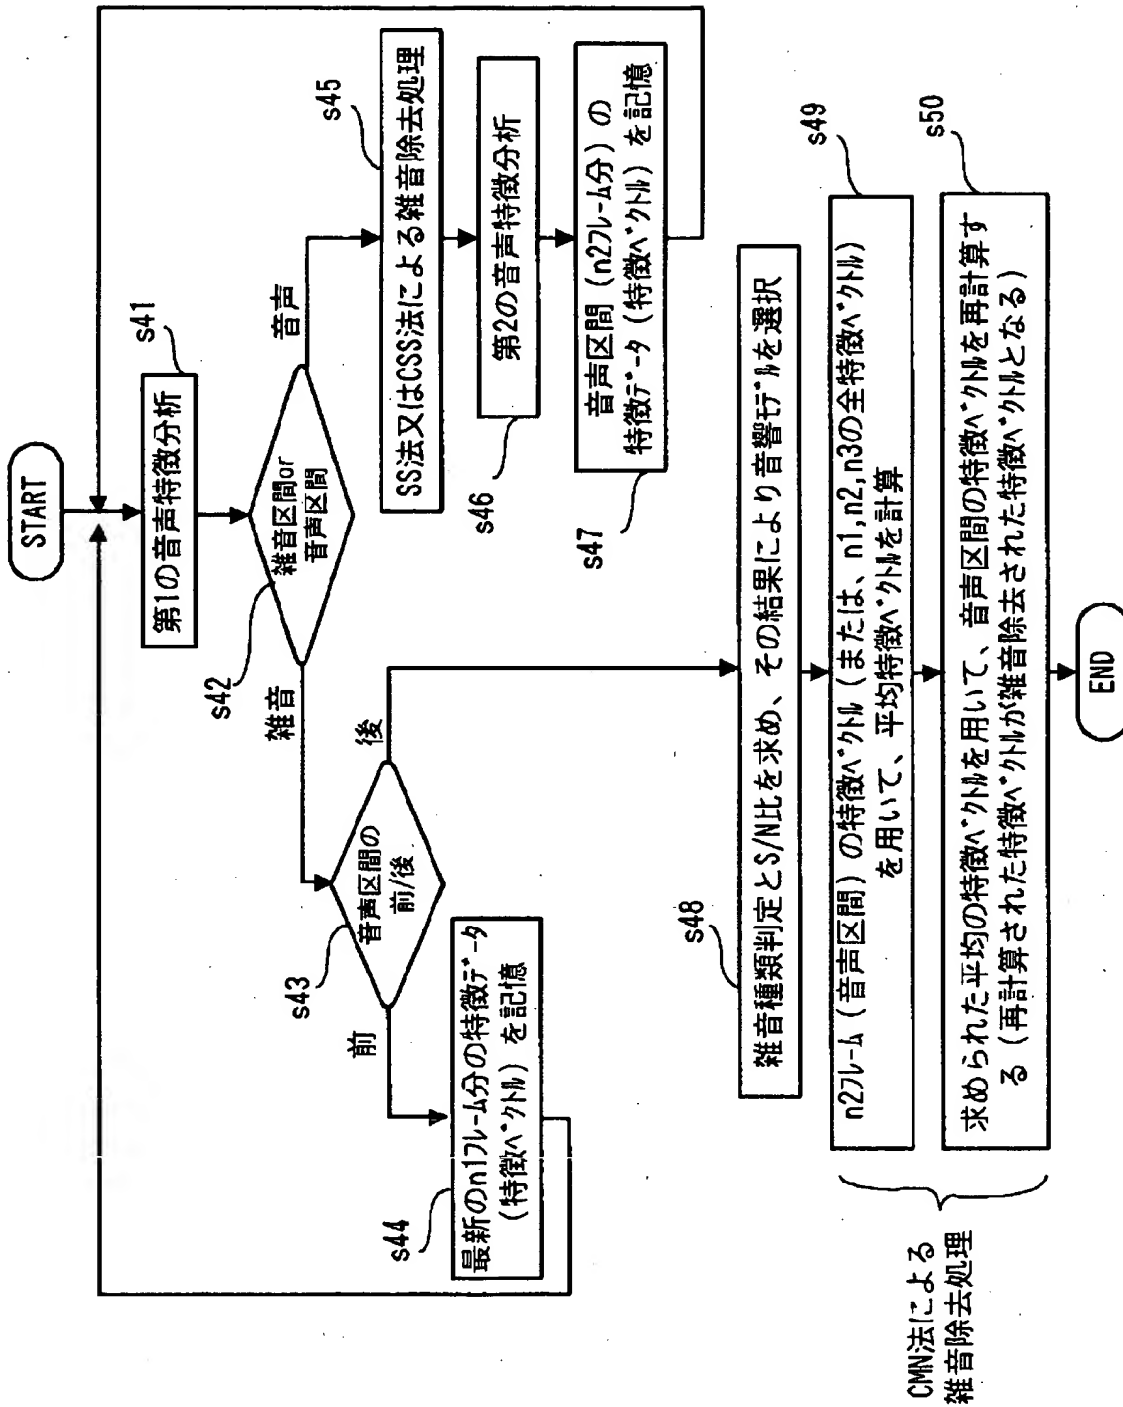 START
第1の音声特徴分析
s41
雑音区間or
音声区間
s42
音声
雑音
SS法又はCSS法による雑音除去処理
s45
第2の音声特徴分析
s46
音声区間(n2フレーム分)の
特徴データ(特徴ベクトル)を記憶
s47
音声区間の
前/後
s43
前
後
最新のn1フレーム分の特徴データ
(特徴ベクトル)を記憶
s44
雑音種類判定とS/N比を求め、その結果により音響モデルを選択
s48
n2フレーム(音声区間)の特徴ベクトル(または、n1,n2,n3の全特徴ベクトル)
を用いて、平均特徴ベクトルを計算
s49
求められた平均の特徴ベクトルを用いて、音声区間の特徴ベクトルを再計算す
る(再計算された特徴ベクトルが雑音除去された特徴ベクトルとなる)
s50
CMN法による
雑音除去処理
END